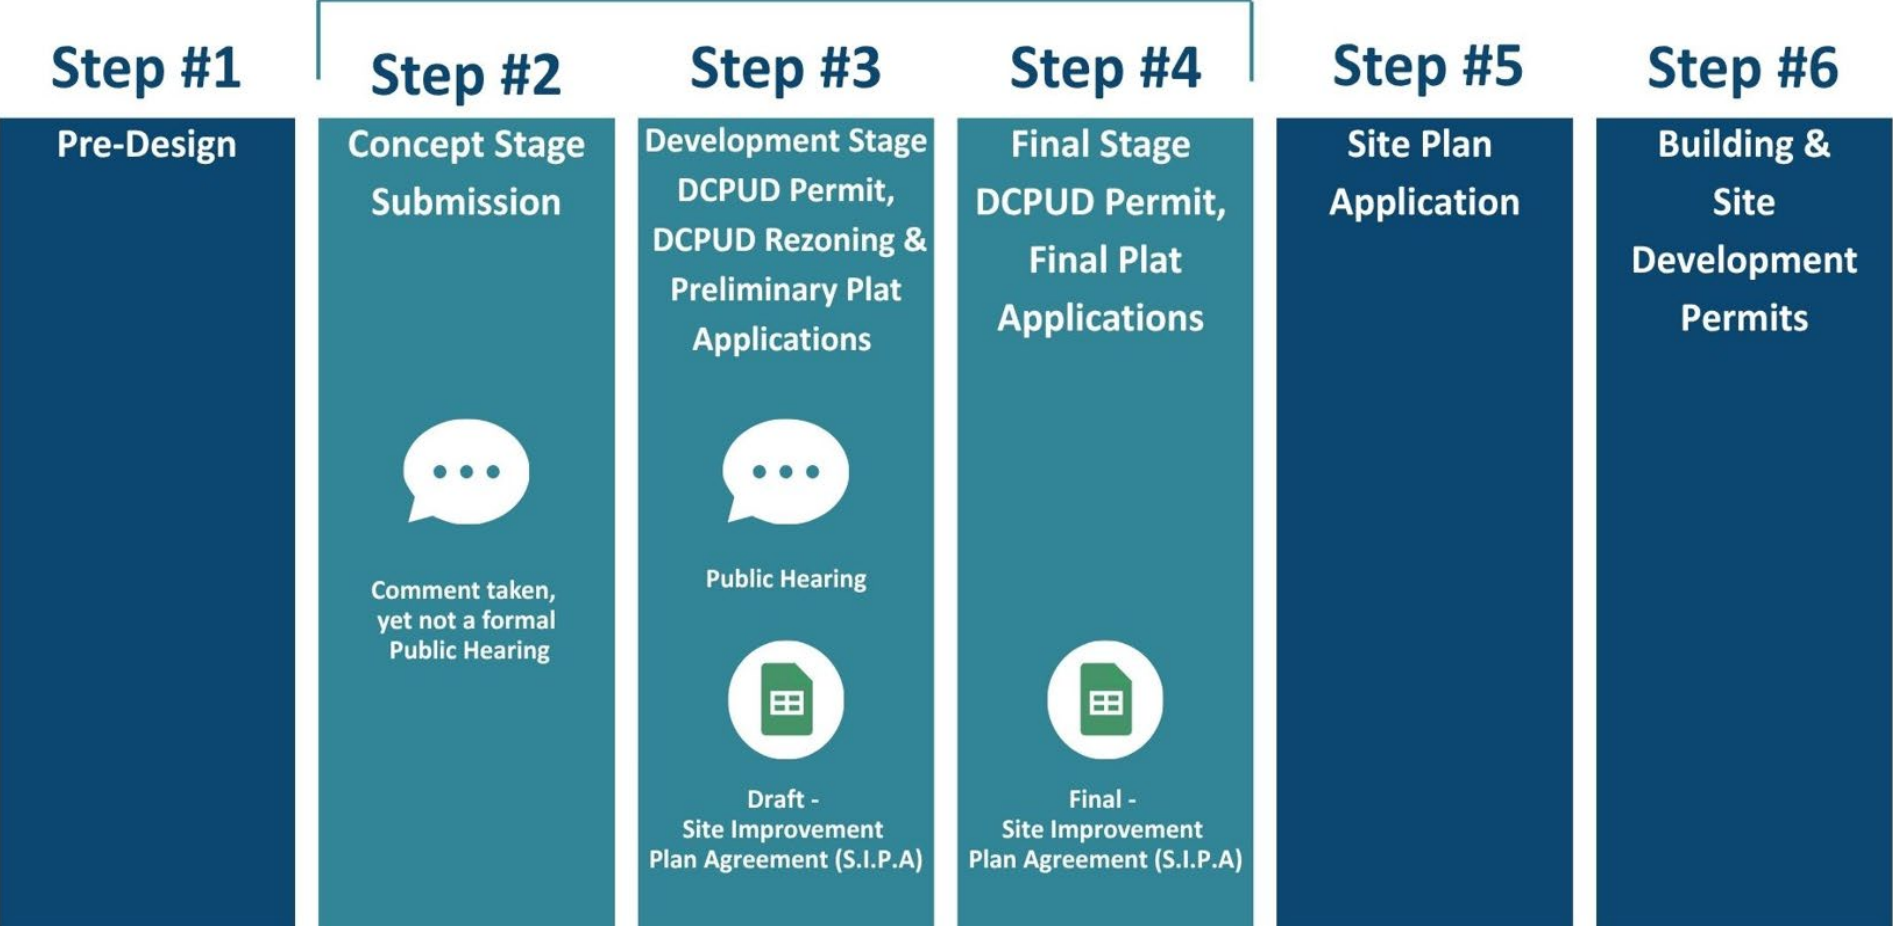 Step #1
Pre-Design
Step #2
Concept Stage
Submission
Comment taken,
yet not a formal
Public Hearing
Step #3
Development Stage
DCPUD Permit,
DCPUD Rezoning &
Preliminary Plat
Applications
Public Hearing
Draft -
Site Improvement
Plan Agreement (S.I.P.A)
Step #4
Final Stage
DCPUD Permit,
Final Plat
Applications
Final -
Site Improvement
Plan Agreement (S.I.P.A)
Step #5
Site Plan
Application
Step #6
Building &
Site
Development
Permits